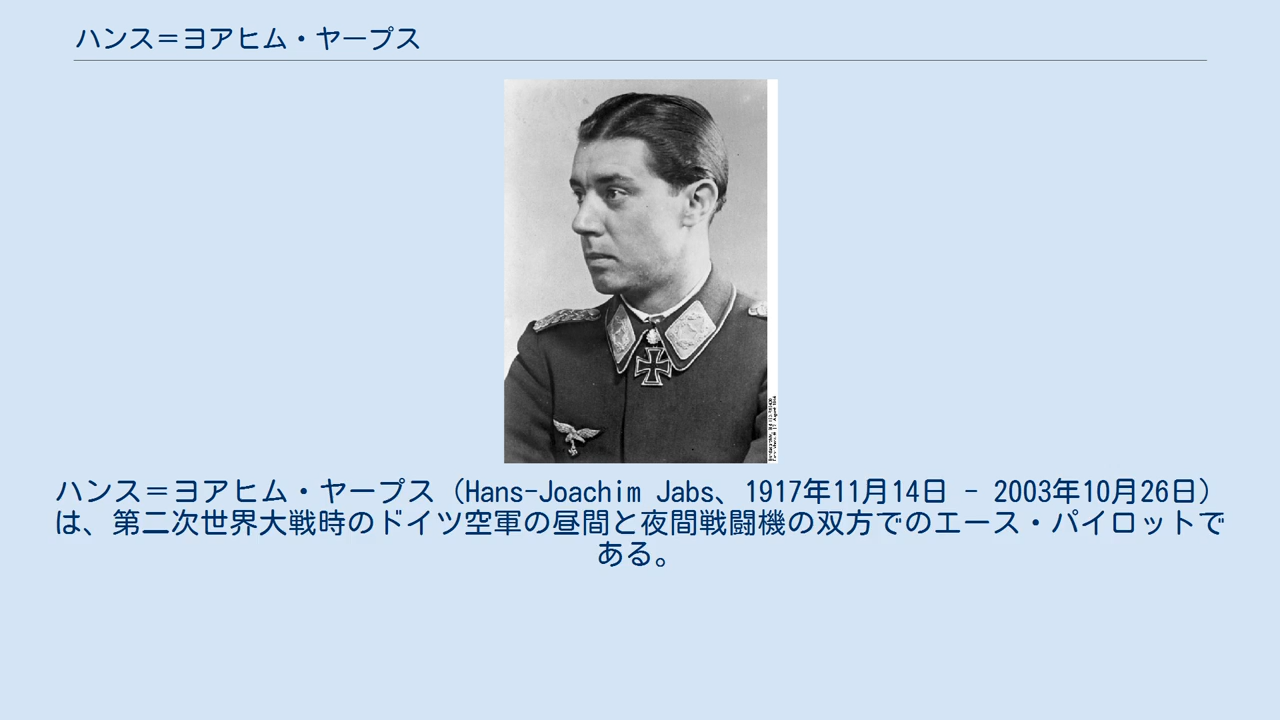 ハンス＝ヨアヒム・ヤープス
ハンス＝ヨアヒム・ヤープス（Hans-Joachim Jabs、1917年11月14日 - 2003年10月26日）
は、第二次世界大戦時のドイツ空軍の昼間と夜間戦闘機の双方でのエース・パイロットで
ある。